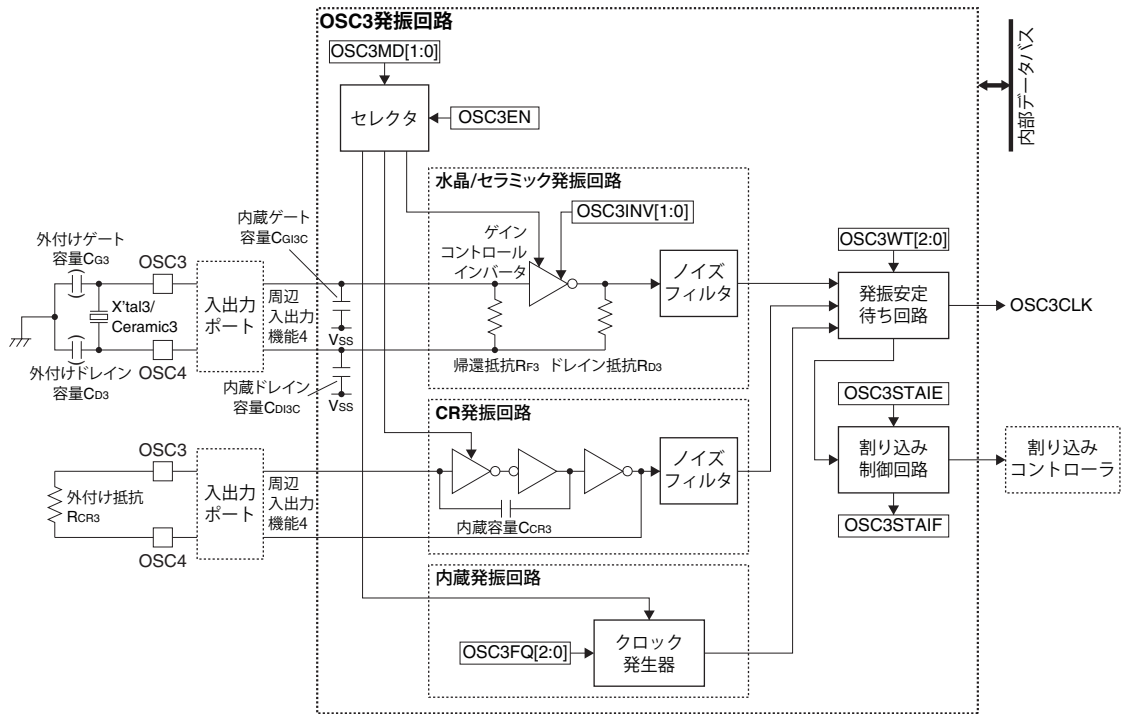 OSC3発振回路
OSC3MD[1:0]
セレクタ
OSC3EN
内部データバス
水晶/セラミック発振回路
OSC3INV[1:0]
ゲイン
コントロール
インバータ
ノイズ
フィルタ
帰還抵抗RF3
ドレイン抵抗RD3
内蔵ゲート
容量CGI3C
VSS
内蔵ドレイン
容量CDI3C
VSS
外付けゲート
容量CG3
OSC3
X'tal3/
Ceramic3
外付けドレイン
容量CD3
OSC4
入出力
ポート
周辺
入出力
機能4
OSC3WT[2:0]
発振安定
待ち回路
OSC3CLK
OSC3STAIE
割り込み
制御回路
OSC3STAIF
割り込み
コントローラ
CR発振回路
内蔵容量CCR3
ノイズ
フィルタ
OSC3
外付け抵抗
RCR3
OSC4
入出力
ポート
周辺
入出力
機能4
内蔵発振回路
OSC3FQ[2:0]
クロック
発生器